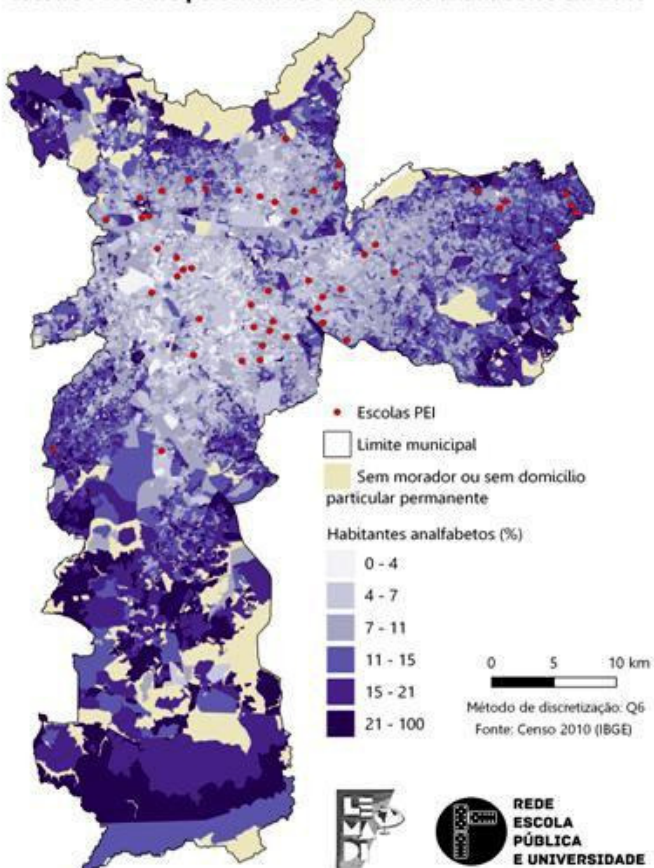 Escolas PEI
Limite municipal
Sem morador ou sem domicílio
particular permanente
Habitantes analfabetos (%)
0 - 4
4 - 7
7 - 11
11 - 15
15 - 21
21 - 100
0 5 10 km
Método de discretização: Q6
Fonte: Censo 2010 (IBGE)
REDE
ESCOLA
PÚBLICA
E UNIVERSIDADE